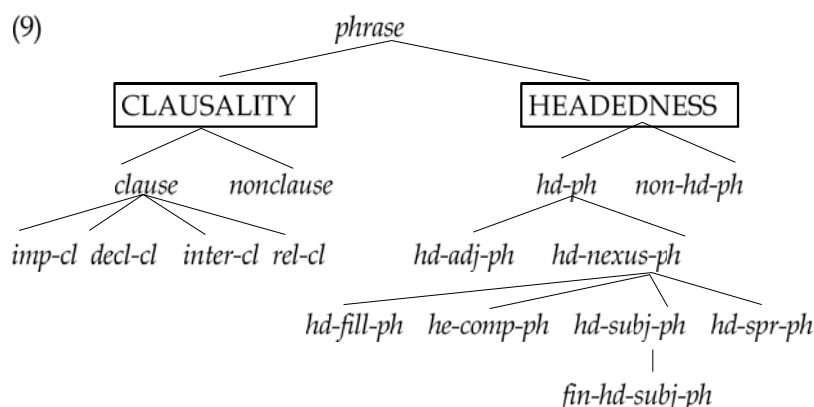 (9) phrase
CLAUSALITY HEADEDNESS
clause nonclause hd-ph non-hd-ph
imp-cl decl-cl inter-cl rel-cl hd-adj-ph hd-nexus-ph
hd-fill-ph he-comp-ph hd-subj-ph hd-spr-ph
fin-hd-subj-ph